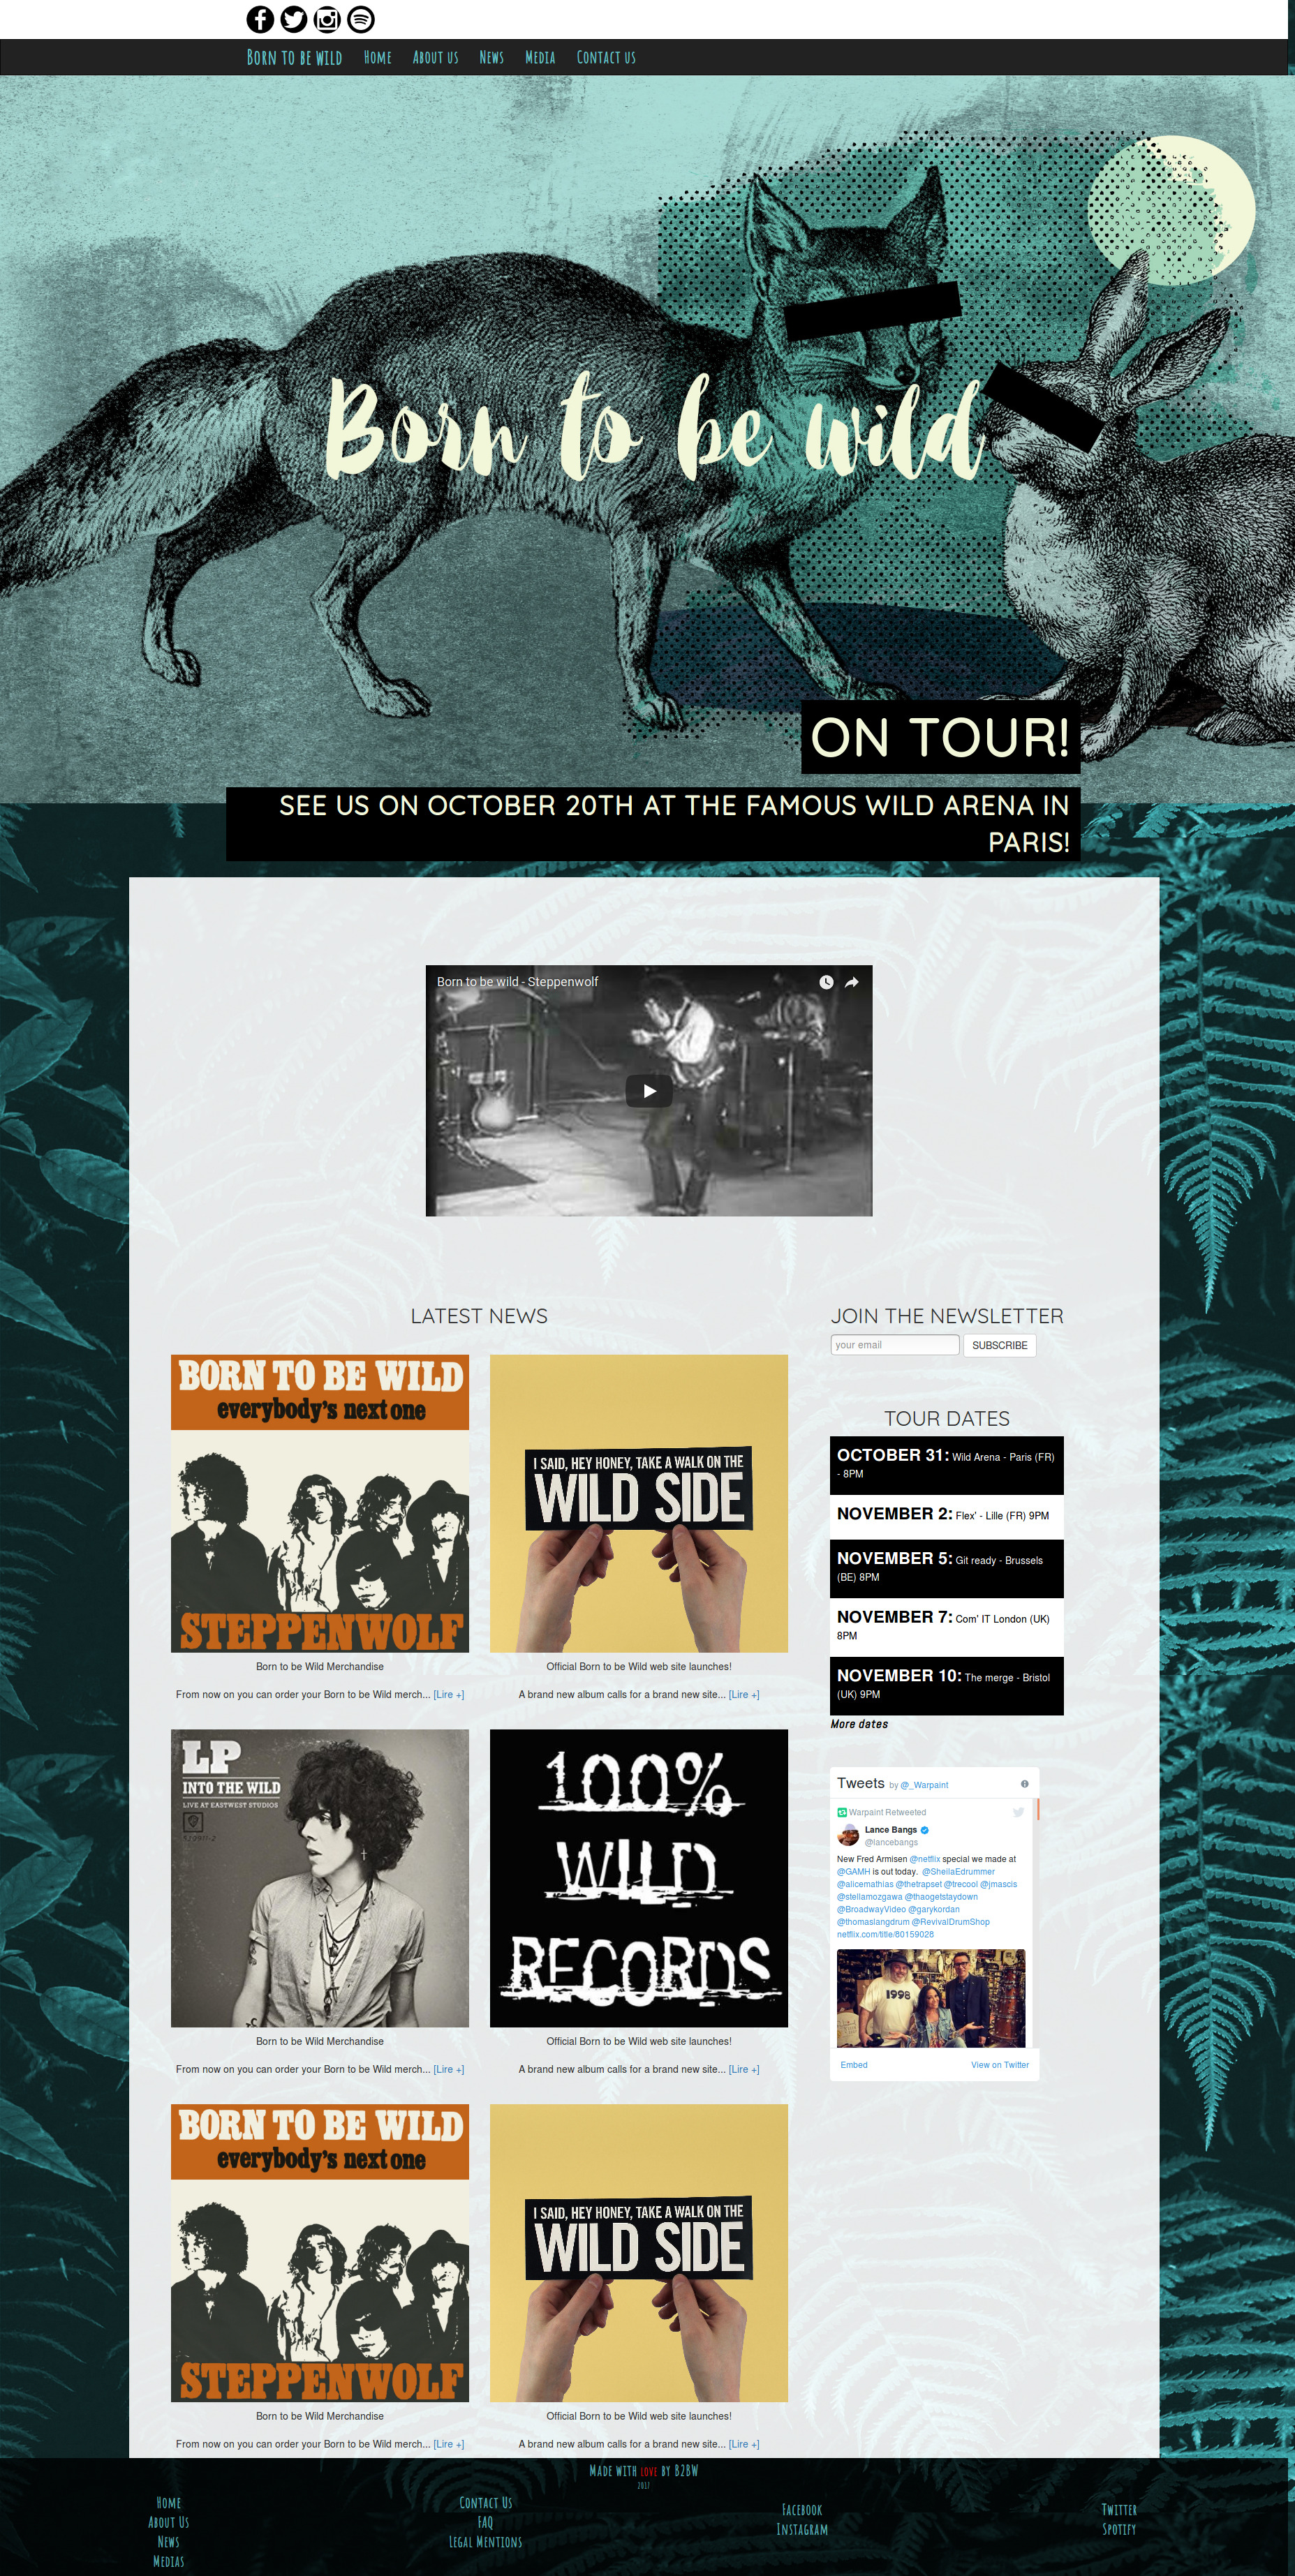 Born to be wild Home About us News Media Contact us
Born to be wild
ON TOUR!
SEE US ON OCTOBER 20TH AT THE FAMOUS WILD ARENA IN
PARIS!
Born to be wild - Steppenwolf
LATEST NEWS
BORN TO BE WILD
everybody's next one
STEPPENWOLF
Born to be Wild Merchandise
From now on you can order your Born to be Wild merch... [Lire +]
I SAID, HEY HONEY, TAKE A WALK ON THE
WILD SIDE
Official Born to be Wild web site launches!
A brand new album calls for a brand new site... [Lire +]
LP
INTO THE WILD
LIVE AT EASTWEST STUDIOS
Born to be Wild Merchandise
From now on you can order your Born to be Wild merch... [Lire +]
100%
WILD
RECORDS
Official Born to be Wild web site launches!
A brand new album calls for a brand new site... [Lire +]
BORN TO BE WILD
everybody's next one
STEPPENWOLF
Born to be Wild Merchandise
From now on you can order your Born to be Wild merch... [Lire +]
I SAID, HEY HONEY, TAKE A WALK ON THE
WILD SIDE
Official Born to be Wild web site launches!
A brand new album calls for a brand new site... [Lire +]
JOIN THE NEWSLETTER
your email SUBSCRIBE
TOUR DATES
OCTOBER 31: Wild Arena - Paris (FR)
- 8PM
NOVEMBER 2: Flex' - Lille (FR) 9PM
NOVEMBER 5: Git ready - Brussels
(BE) 8PM
NOVEMBER 7: Com' IT London (UK)
8PM
NOVEMBER 10: The merge - Bristol
(UK) 9PM
More dates
Tweets by @_Warpaint
Warpaint Retweeted
Lance Bangs
@lancebangs
New Fred Armisen @netflix special we made at
@GAMH is out today. @SheilaEdrummer
@alicemathias @thetrapset @trecool @jmascis
@stellamozgawa @thaogetstaydown
@BroadwayVideo @garykordan
@thomaslangdrum @RevivalDrumShop
netflix.com/title/80159028
1998
Embed View on Twitter
Made with love by B2BW
2017
Home
About Us
News
Medias
Contact Us
FAQ
Legal Mentions
Facebook
Instagram
Twitter
Spotify